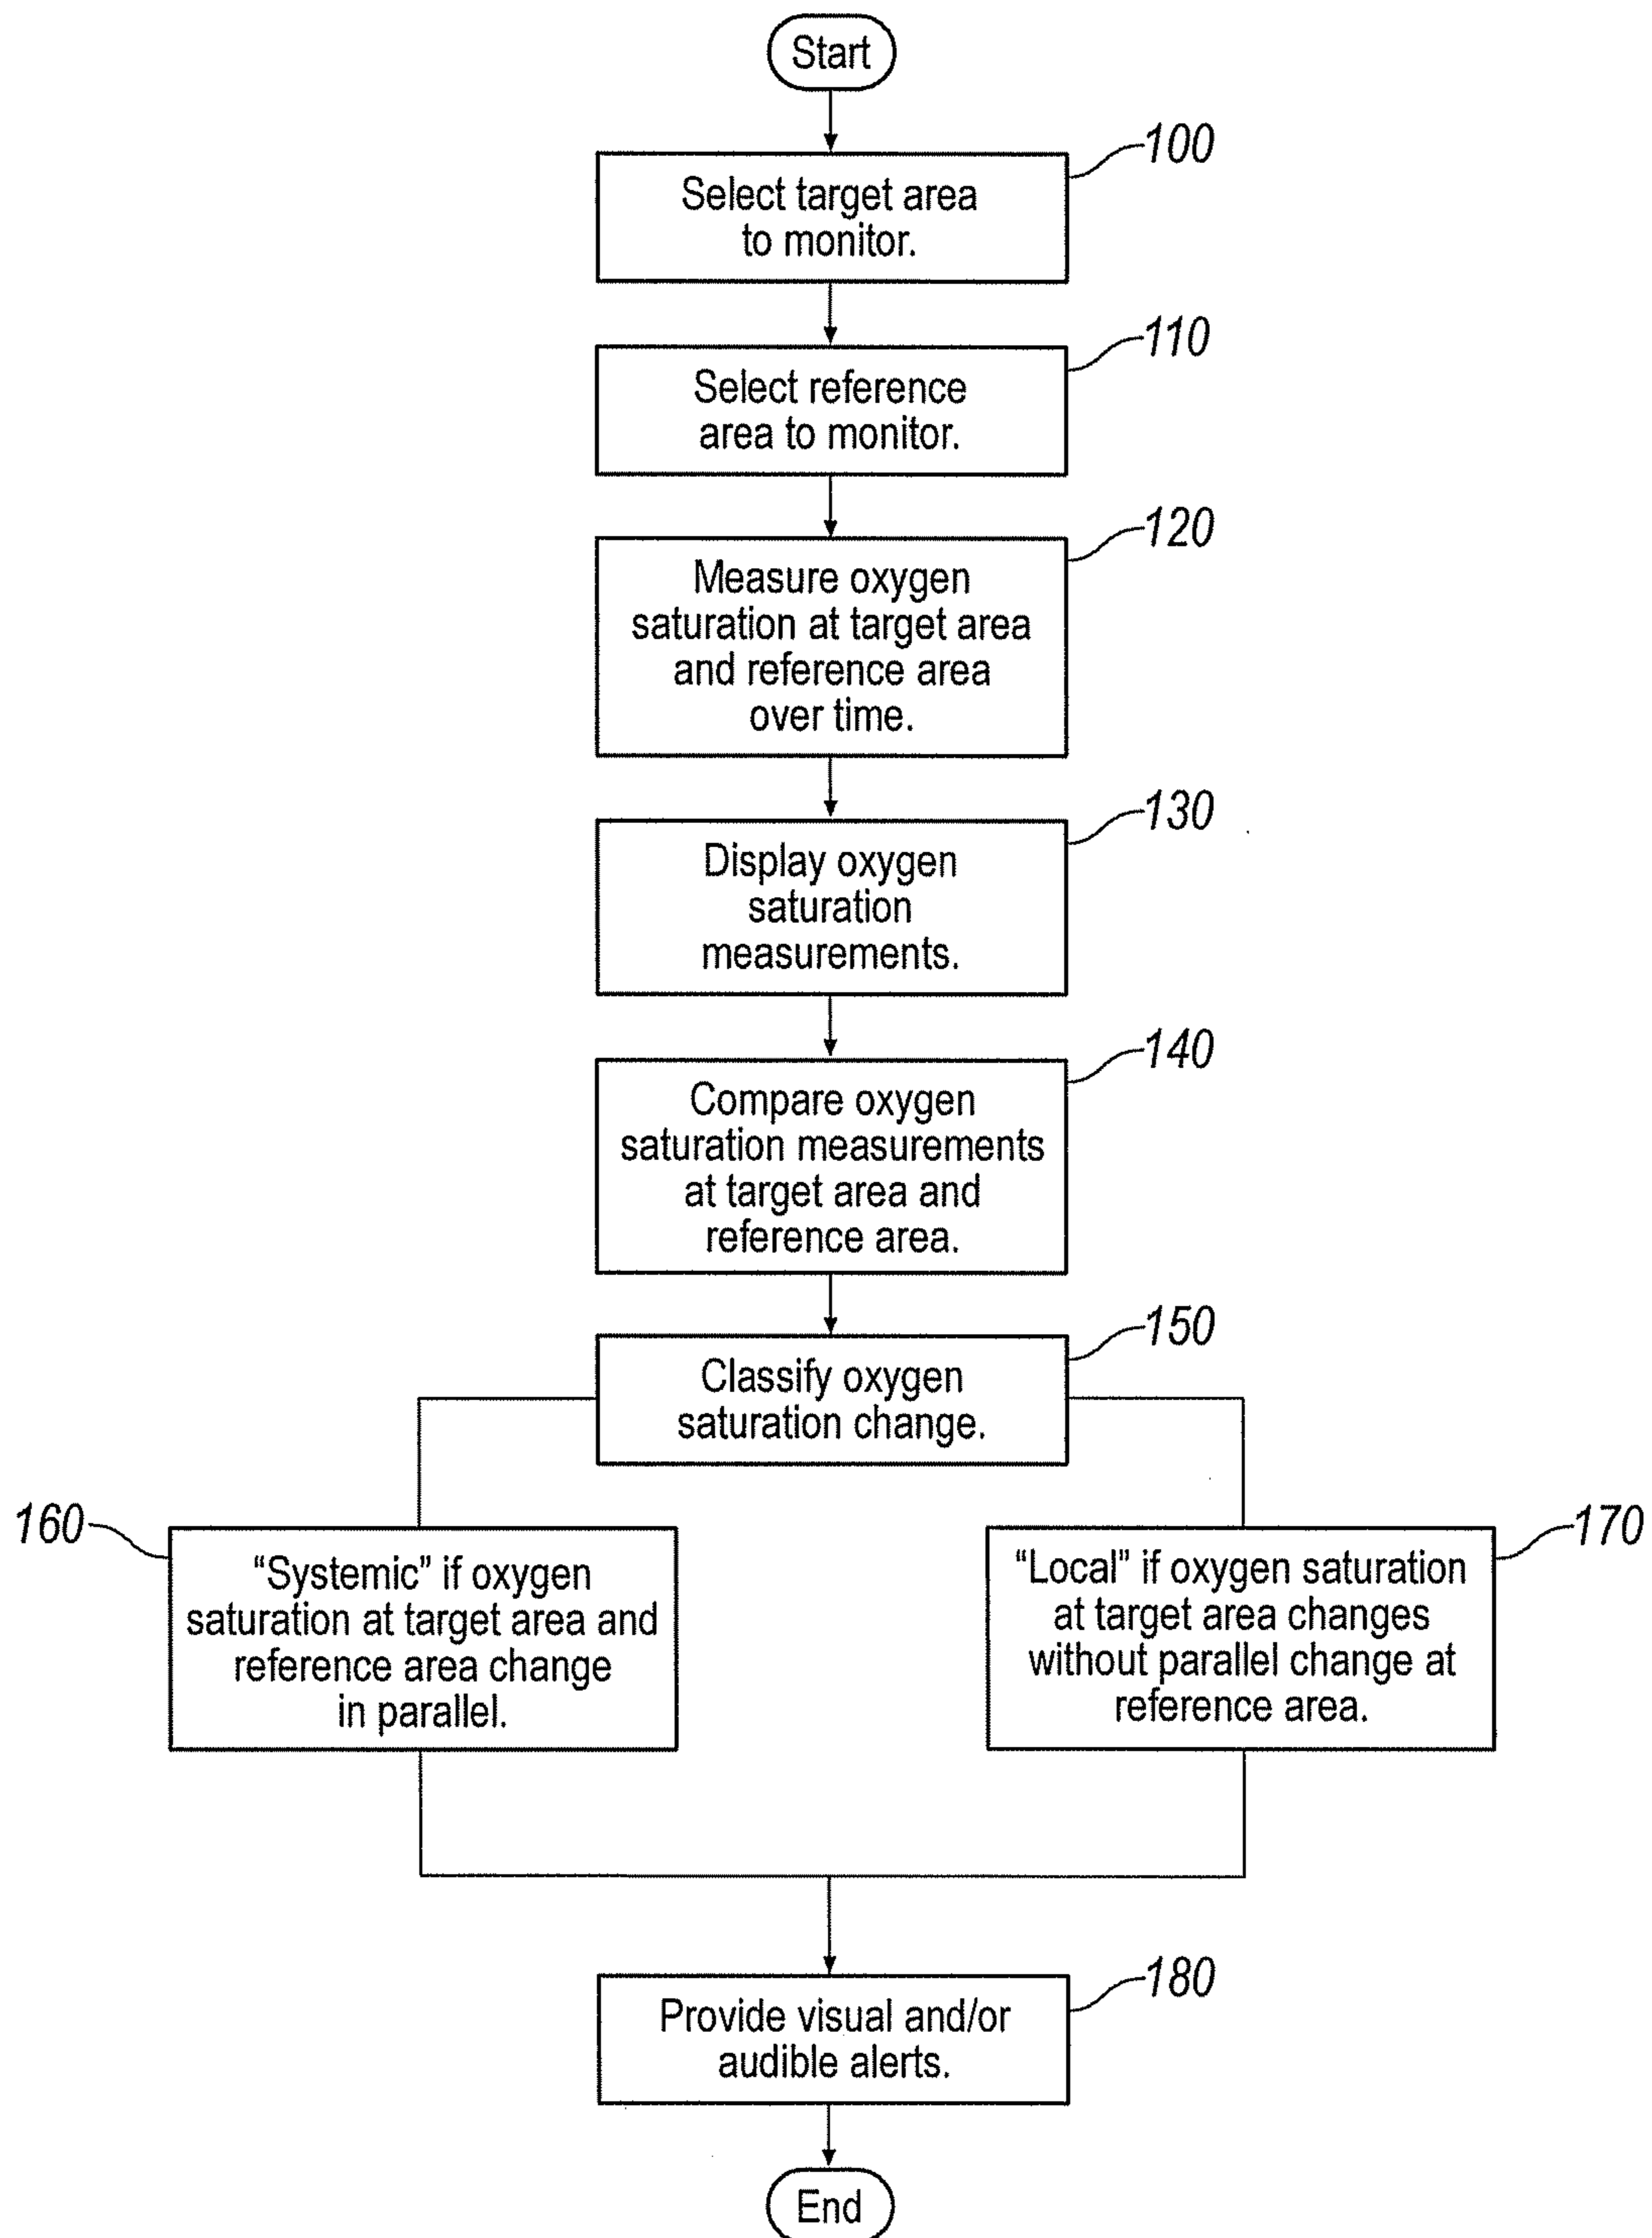 Start
100
Select target area
to monitor.
110
Select reference
area to monitor.
120
Measure oxygen
saturation at target area
and reference area
over time.
130
Display oxygen
saturation
measurements.
140
Compare oxygen
saturation measurements
at target area and
reference area.
150
Classify oxygen
saturation change.
160
“Systemic” if oxygen
saturation at target area and
reference area change
in parallel.
170
“Local” if oxygen saturation
at target area changes
without parallel change at
reference area.
180
Provide visual and/or
audible alerts.
End